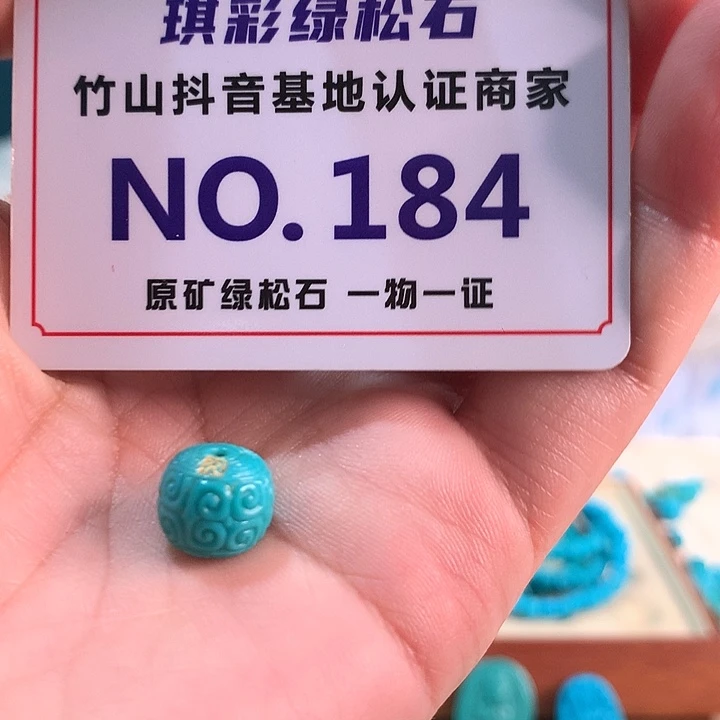 琪彩绿松石
竹山抖音基地认证商家
NO.184
原矿绿松石 一物一证